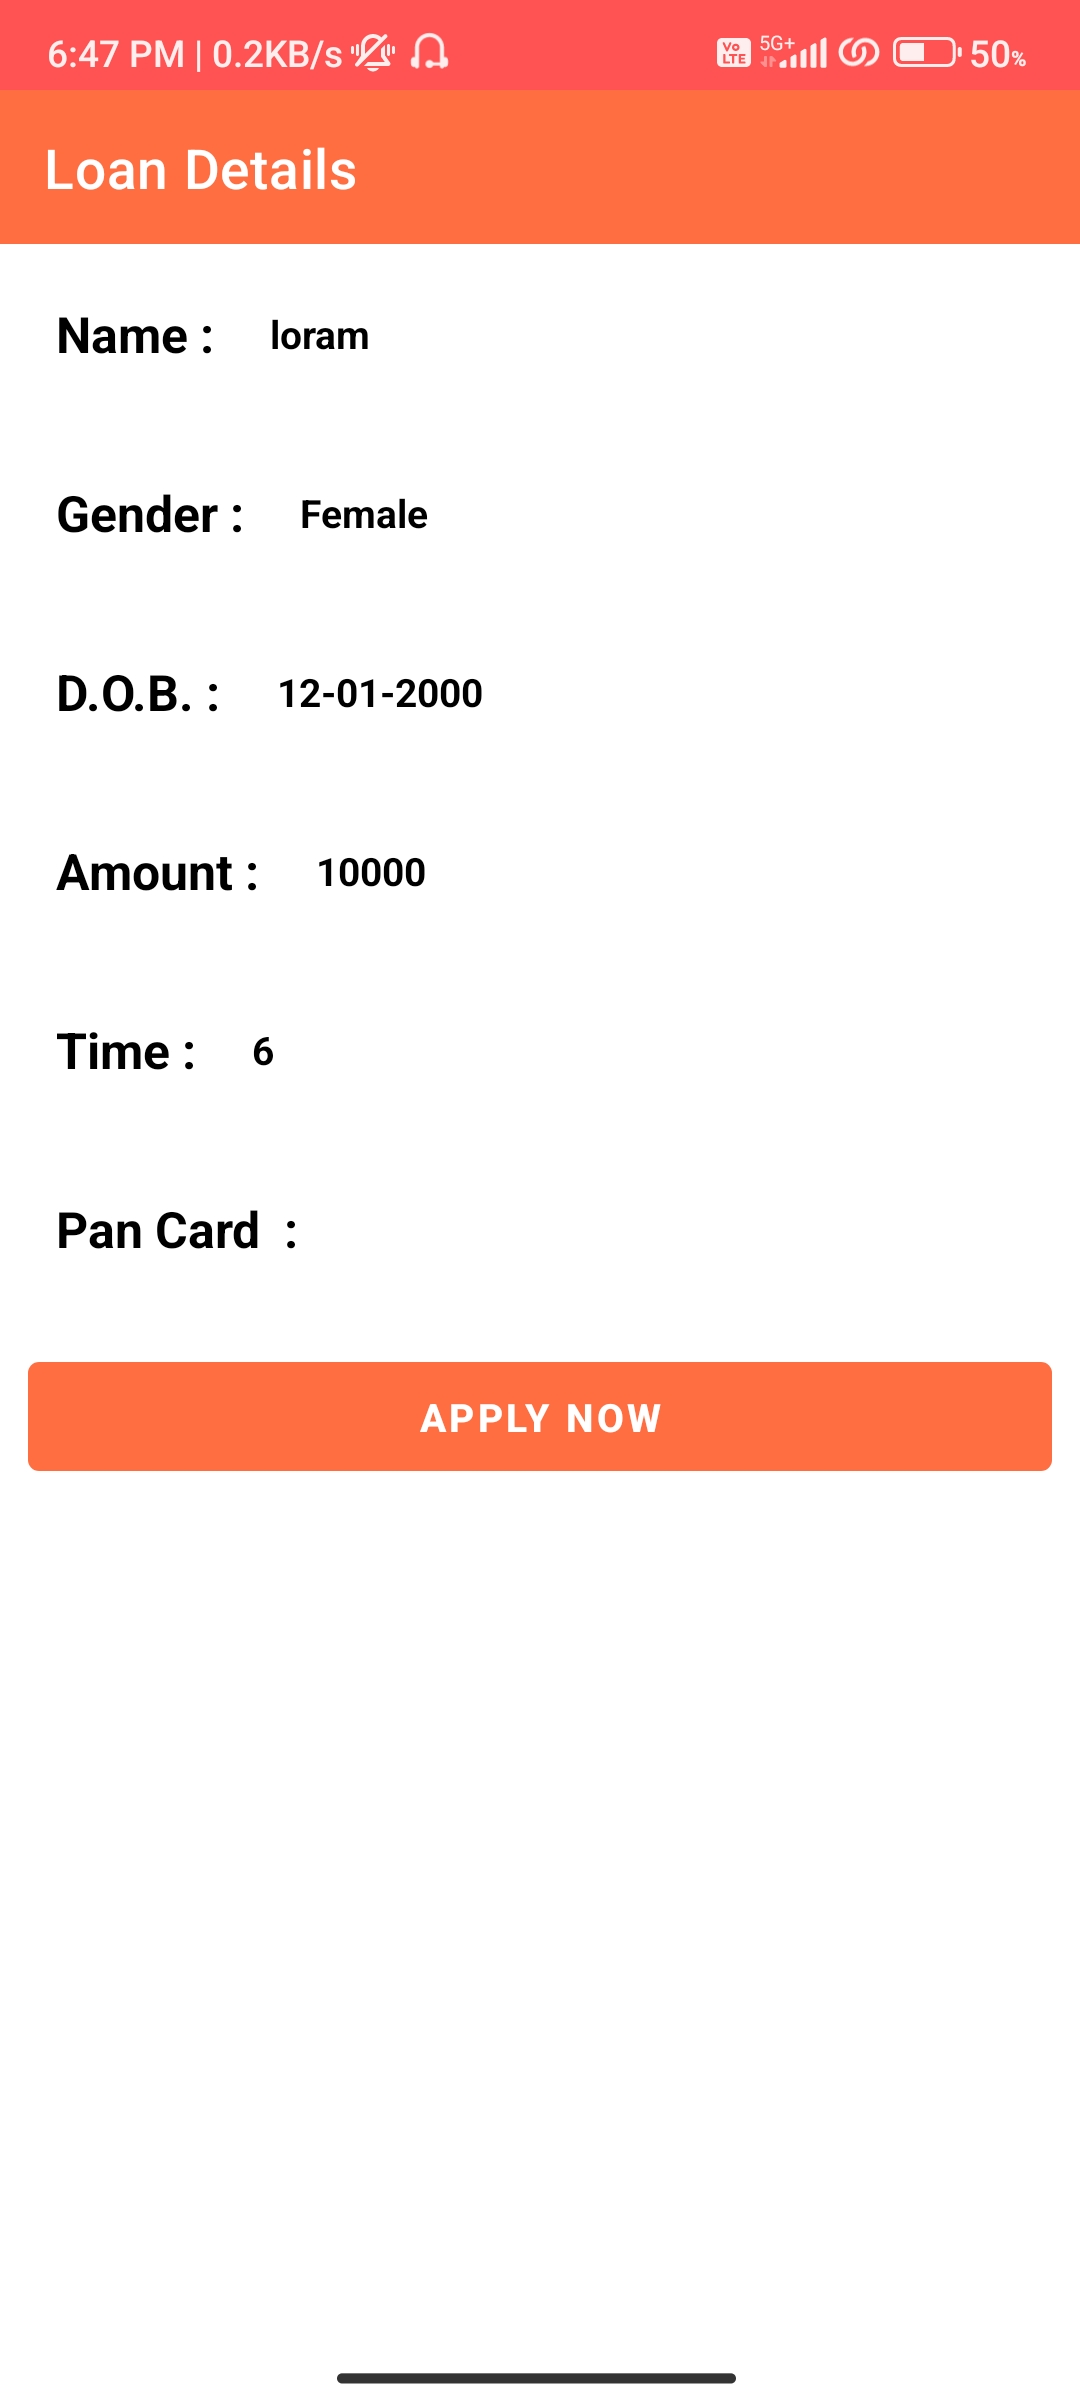 6:47 PM | 0.2KB/s Vo LTE 5G+ 50%
Loan Details
Name : loram
Gender : Female
D.O.B. : 12-01-2000
Amount : 10000
Time : 6
Pan Card :
APPLY NOW